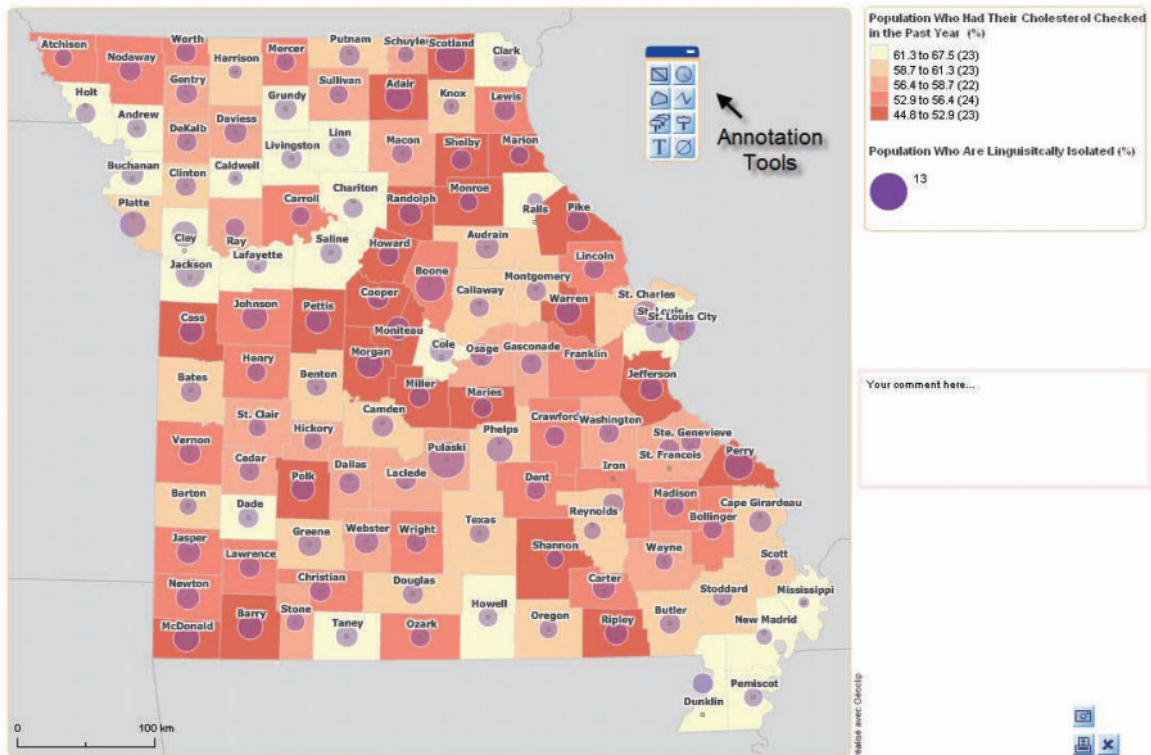 Population Who Had Their Cholesterol Checked
in the Past Year (%)
61.3 to 67.5 (23)
58.7 to 61.3 (23)
56.4 to 58.7 (22)
52.9 to 56.4 (24)
44.8 to 52.9 (23)
Population Who Are Linguisitcally Isolated (%)
13
Annotation
Tools
T
Your comment here...
Atchison
Nodaway
Worth
Harrison
Mercer
Putnam
Schuyler
Scotland
Clark
Holt
Gentry
Sullivan
Adair
Knox
Lewis
Andrew
Grundy
DeKalb
Daviess
Linn
Macon
Shelby
Marion
Livingston
Buchanan
Clinton
Caldwell
Chariton
Monroe
Platte
Carroll
Randolph
Ralls
Pike
Clay
Ray
Saline
Howard
Audrain
Jackson
Lafayette
Boone
Lincoln
Cooper
Callaway
Montgomery
Warren
St. Charles
St. Louis
St. Louis City
Cass
Johnson
Pettis
Moniteau
Cole
Osage
Gasconade
Franklin
Morgan
Jefferson
Bates
Henry
Benton
Miller
Maries
Camden
Crawford
Washington
St. Clair
Hickory
Phelps
Ste. Genevieve
Vernon
Pulaski
St. Francois
Perry
Cedar
Polk
Dallas
Laclede
Dent
Iron
Barton
Dade
Madison
Cape Girardeau
Reynolds
Bollinger
Greene
Webster
Wright
Texas
Jasper
Lawrence
Shannon
Wayne
Scott
Newton
Christian
Douglas
Carter
Stoddard
Mississippi
McDonald
Barry
Stone
Taney
Ozark
Howell
Oregon
Ripley
Butler
New Madrid
Pemiscot
Dunklin
0 100 km
réalisé avec Géoclip